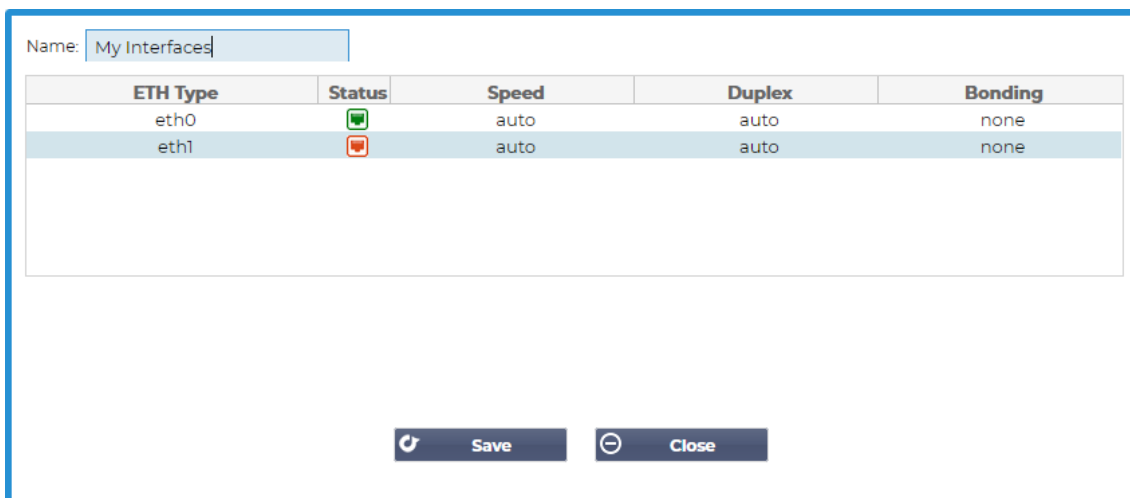 Name: My Interfaces
ETH Type Status Speed Duplex Bonding
eth0 auto auto none
eth1 auto auto none
Save Close